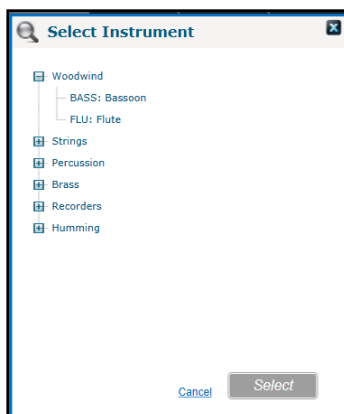 Select Instrument
Woodwind
BASS: Bassoon
FLU: Flute
Strings
Percussion
Brass
Recorders
Humming
Cancel Select